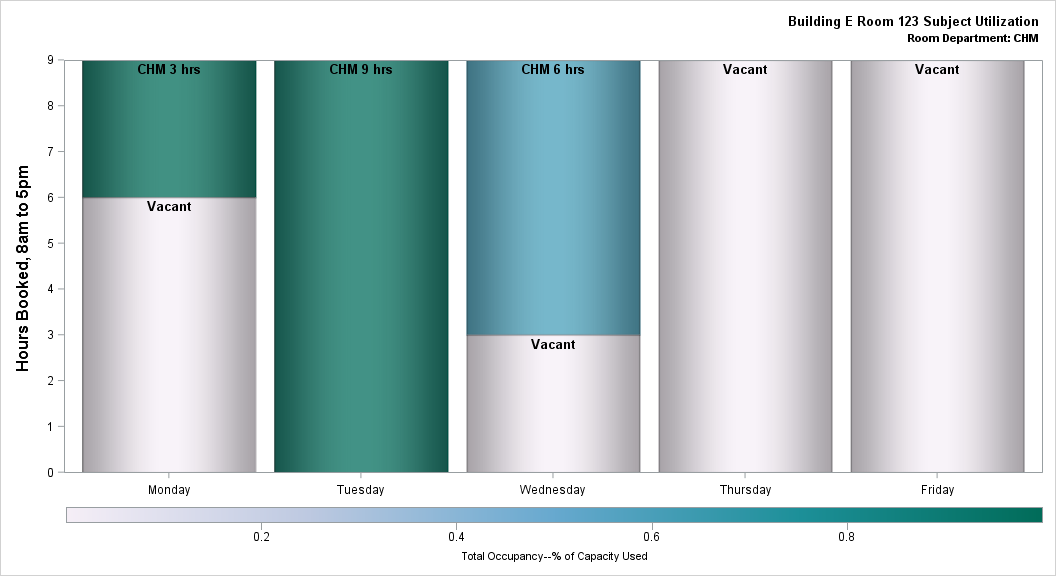 Building E Room 123 Subject Utilization
Room Department: CHM
Hours Booked, 8am to 5pm
9
8
7
6
5
4
3
2
1
0
CHM 3 hrs
Vacant
CHM 9 hrs
CHM 6 hrs
Vacant
Vacant
Vacant
Monday
Tuesday
Wednesday
Thursday
Friday
0.2
0.4
0.6
0.8
Total Occupancy--% of Capacity Used